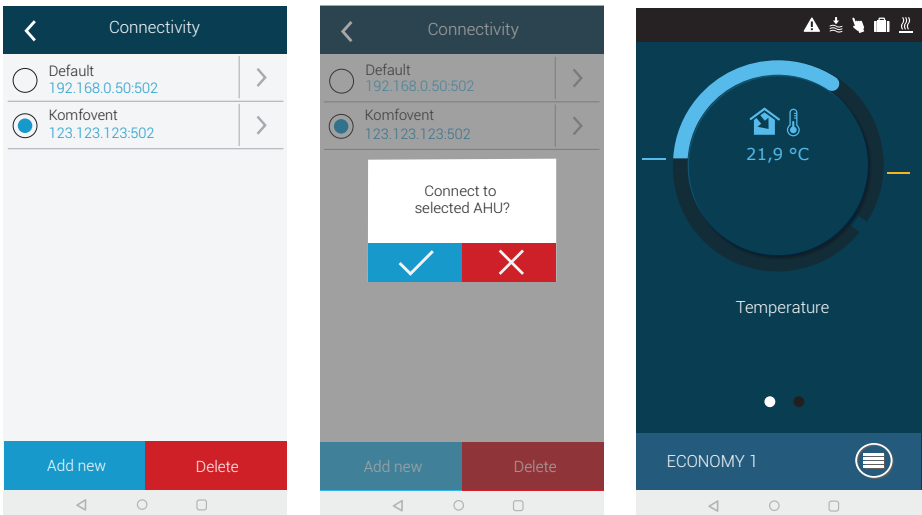 Connectivity
Default
192.168.0.50:502
Komfovent
123.123.123:502
Add new
Delete
Connectivity
Default
192.168.0.50:502
Komfovent
123.123.123:502
Connect to
selected AHU?
Add new
Delete
21,9 °C
Temperature
ECONOMY 1